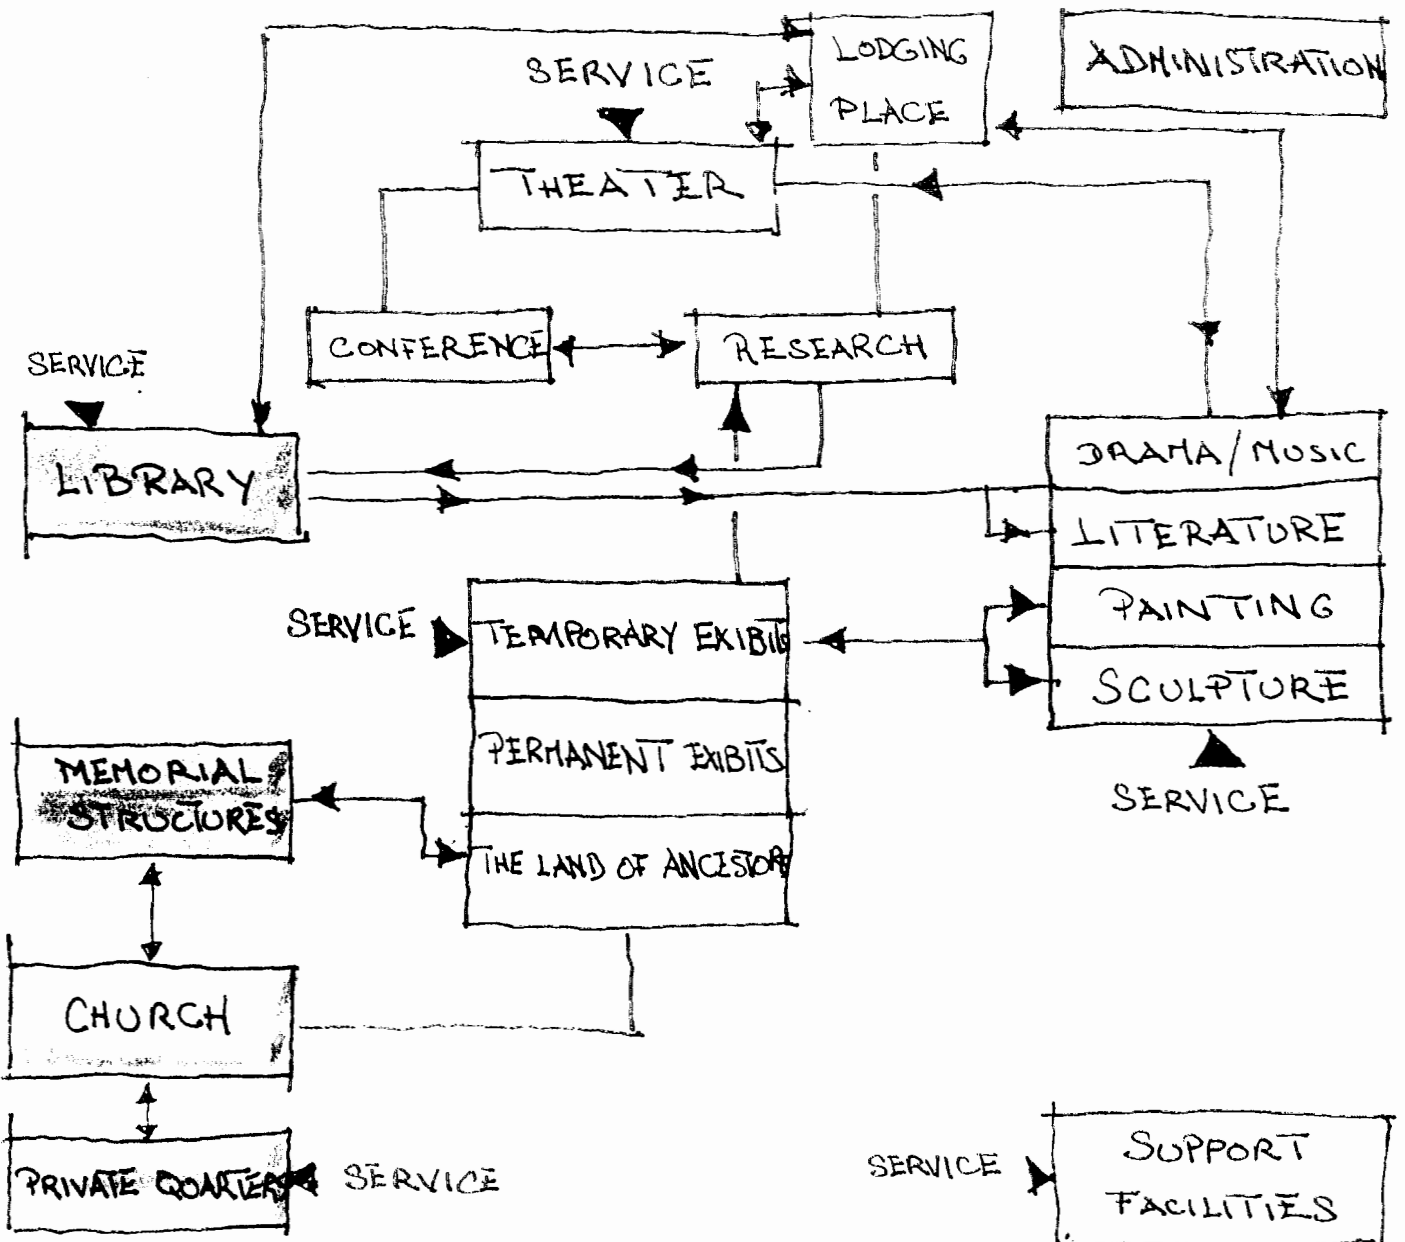 LODGING
PLACE
ADMINISTRATION
SERVICE
THEATER
CONFERENCE
RESEARCH
SERVICE
LIBRARY
DRAMA/MUSIC
LITERATURE
PAINTING
SCULPTURE
SERVICE
SERVICE
TEMPORARY EXIBITS
PERMANENT EXIBITS
THE LAND OF ANCESTORS
MEMORIAL
STRUCTURES
CHURCH
PRIVATE QUARTERS
SERVICE
SERVICE
SUPPORT
FACILITIES